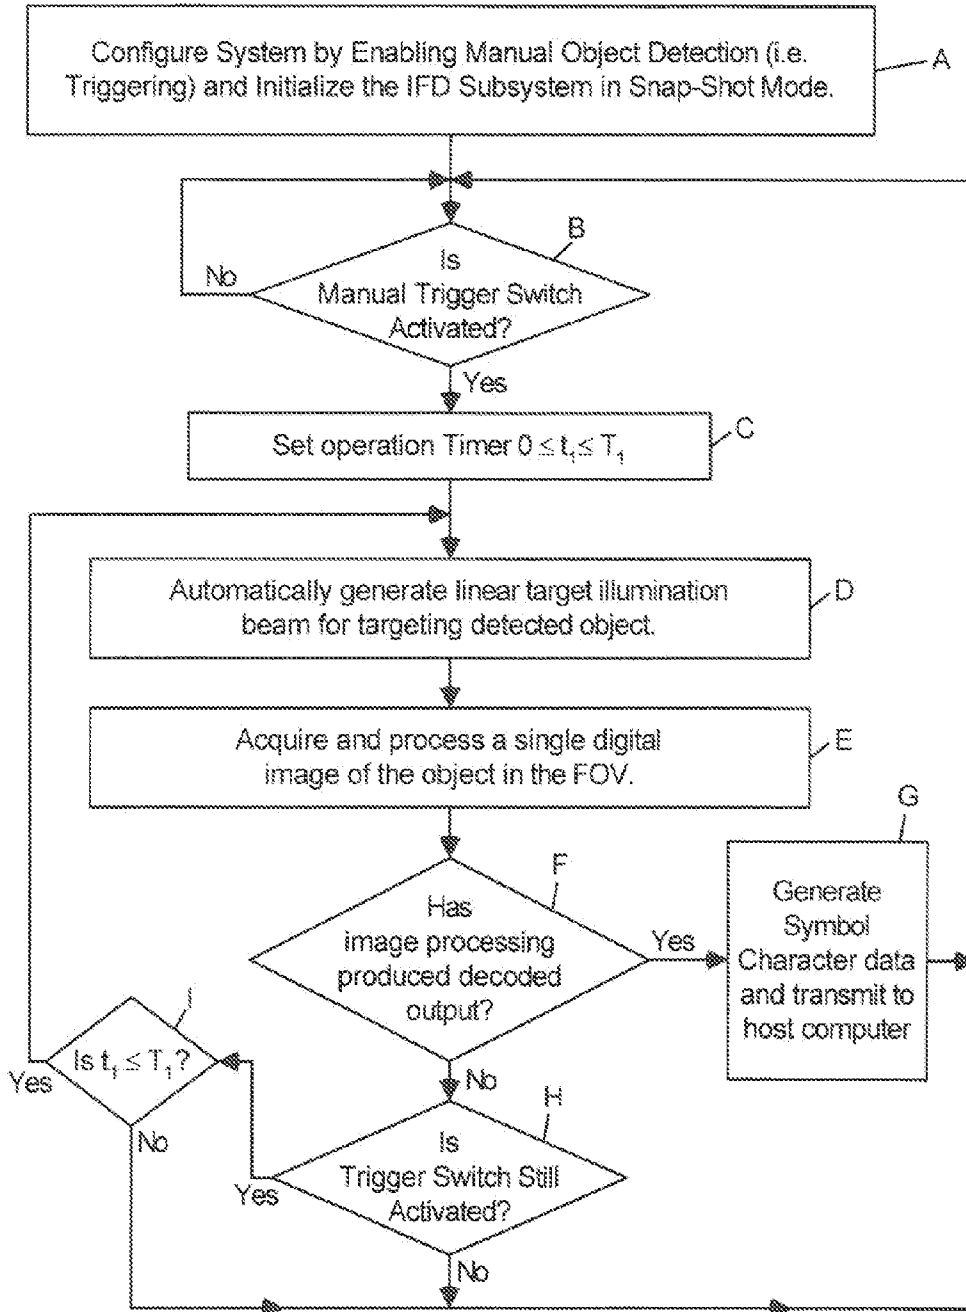 Configure System by Enabling Manual Object Detection (i.e.
Triggering) and Initialize the IFD Subsystem in Snap-Shot Mode.
A
B
Is
Manual Trigger Switch
Activated?
No
Yes
Set operation Timer 0 ≤ t₁ ≤ T₁
C
Automatically generate linear target illumination
beam for targeting detected object.
D
Acquire and process a single digital
image of the object in the FOV.
E
F
Has
image processing
produced decoded
output?
Yes
G
Generate
Symbol
Character data
and transmit to
host computer
No
I
Is t₁ ≤ T₁?
Yes
No
H
Is
Trigger Switch Still
Activated?
Yes
No